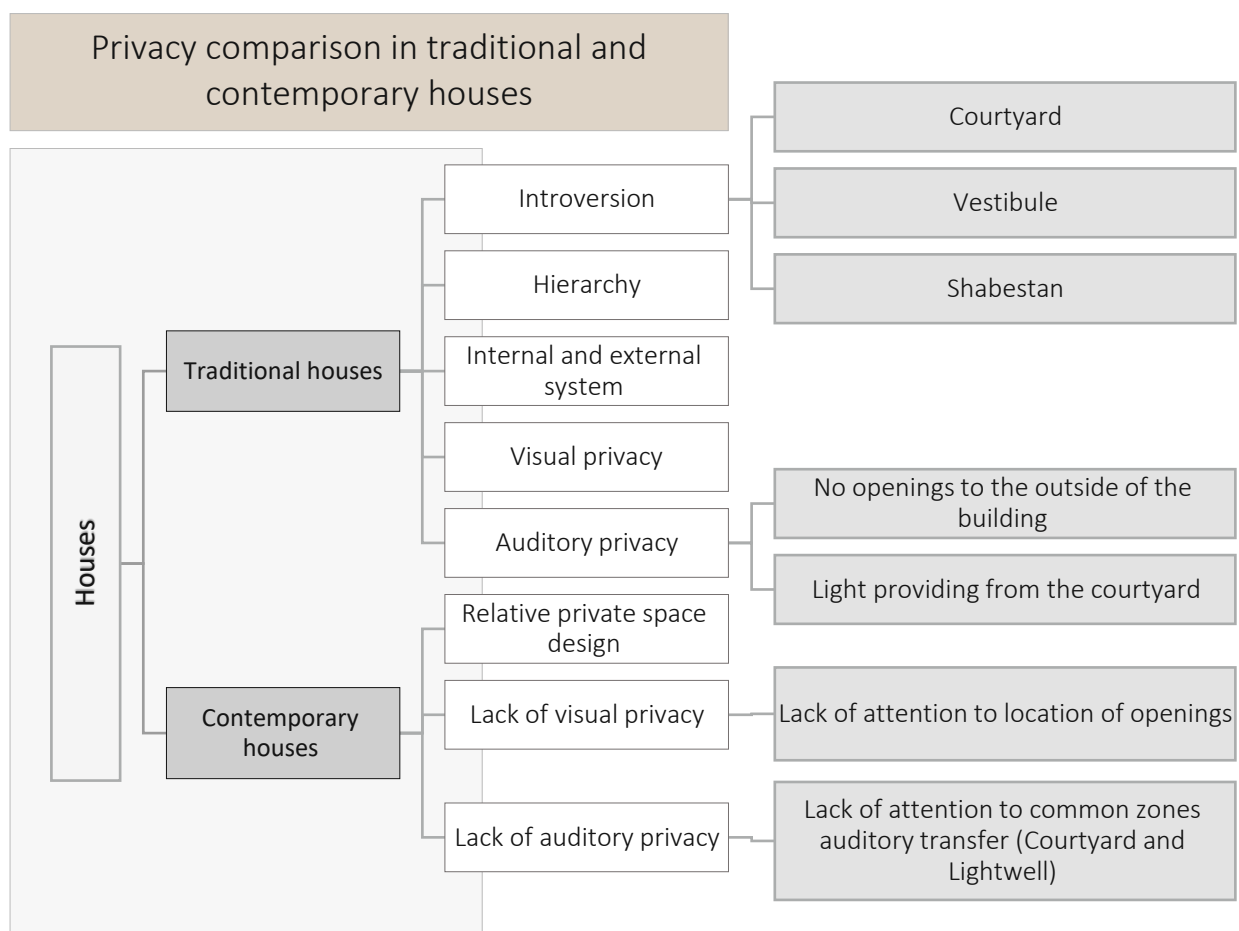 Privacy comparison in traditional and
contemporary houses
Houses
Traditional houses
Introversion
Courtyard
Vestibule
Shabestan
Hierarchy
Internal and external
system
Visual privacy
Auditory privacy
No openings to the outside of the
building
Light providing from the courtyard
Contemporary
houses
Relative private space
design
Lack of visual privacy
Lack of attention to location of openings
Lack of auditory privacy
Lack of attention to common zones
auditory transfer (Courtyard and
Lightwell)